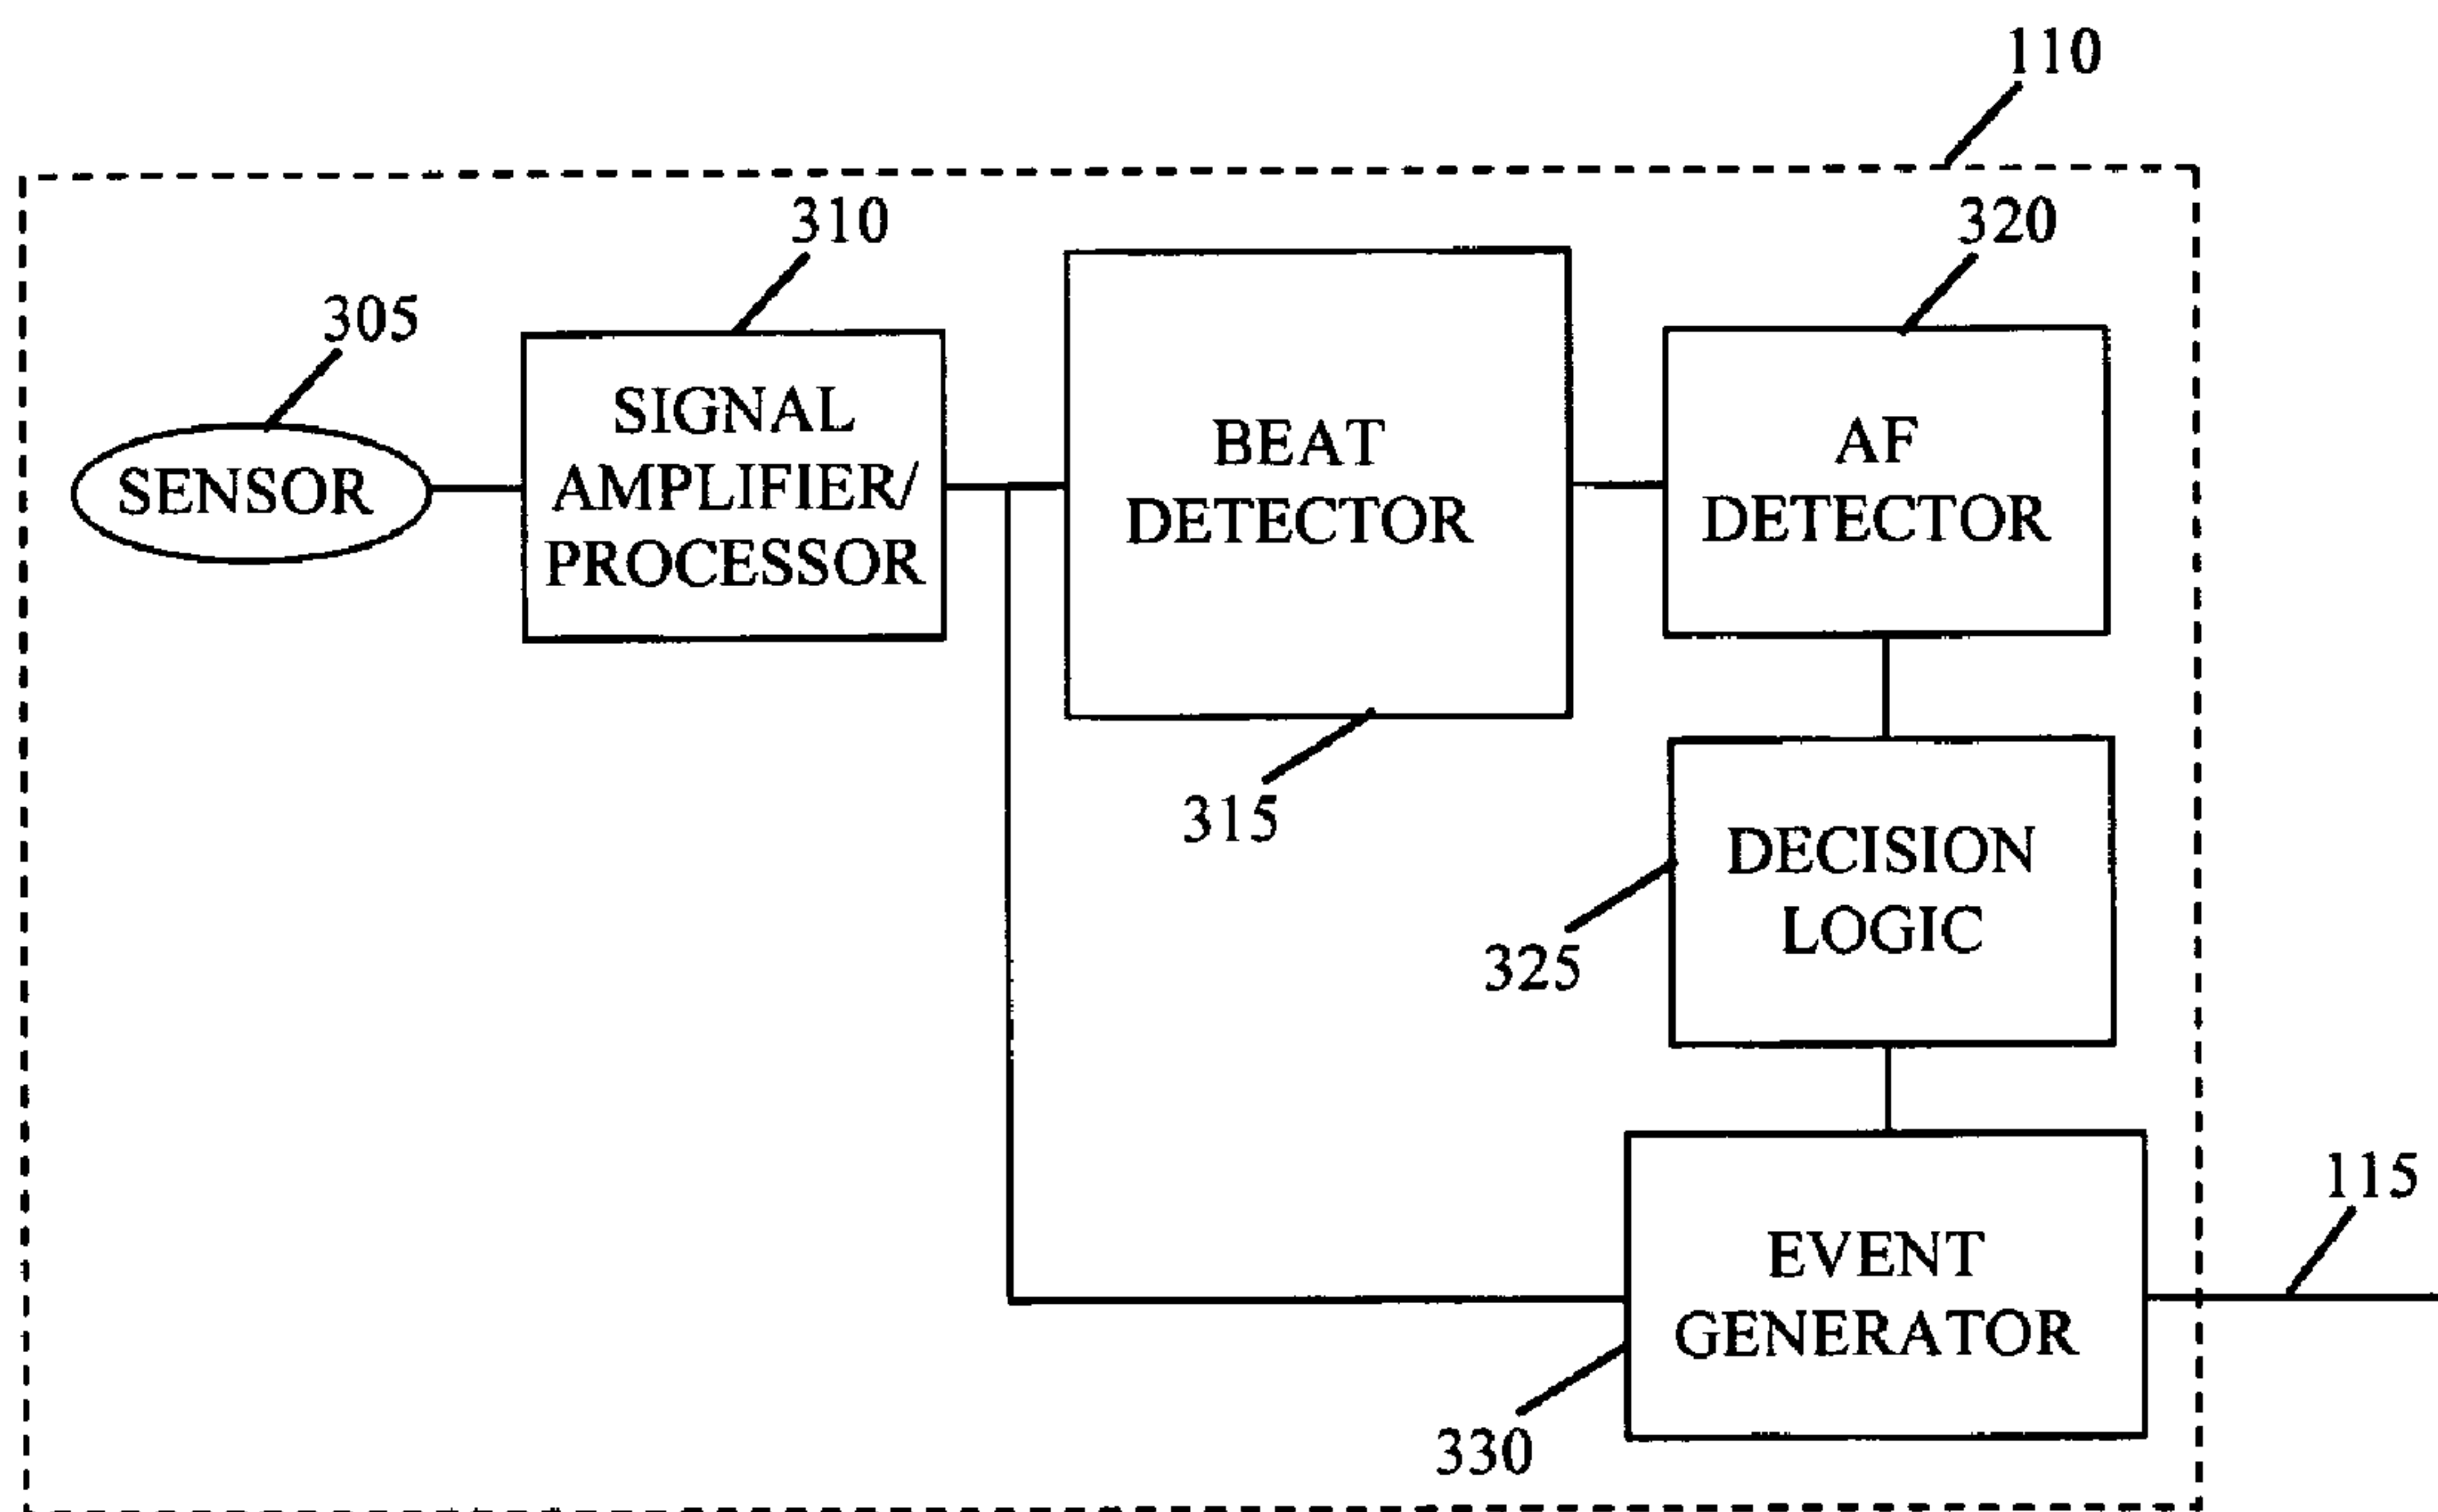 110
310
320
305
SIGNAL
AMPLIFIER/
PROCESSOR
BEAT
DETECTOR
AF
DETECTOR
SENSOR
315
DECISION
LOGIC
325
115
EVENT
GENERATOR
330